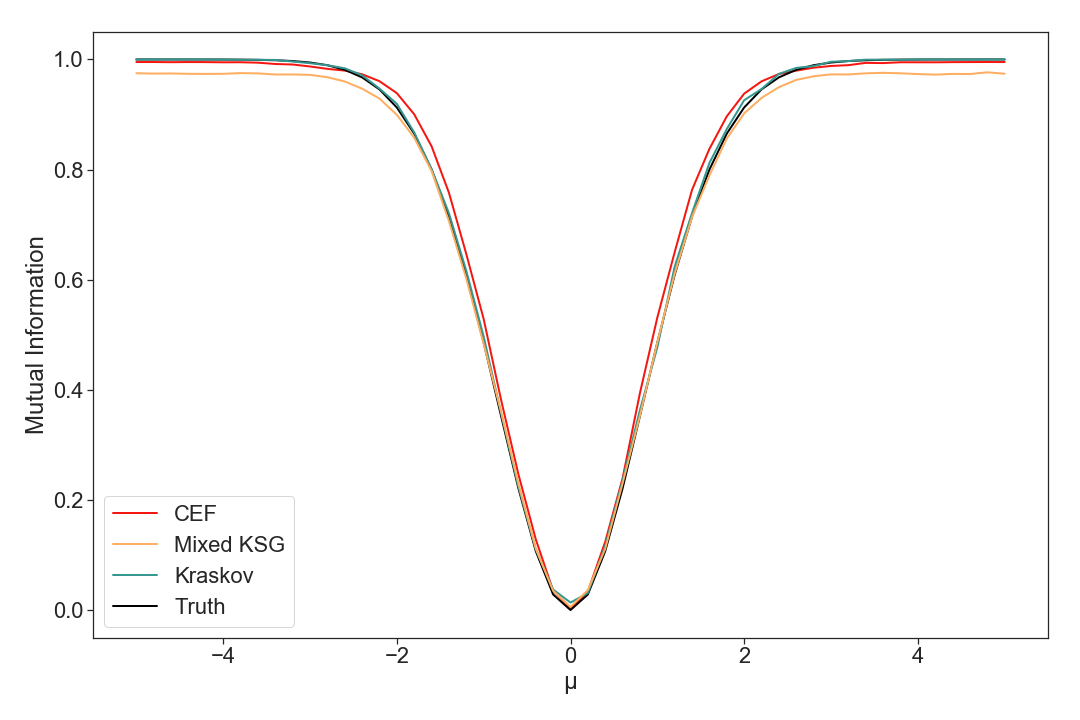 1.0
0.8
0.6
0.4
0.2
0.0
Mutual Information
CEF
Mixed KSG
Kraskov
Truth
−4 −2 0 2 4
μ